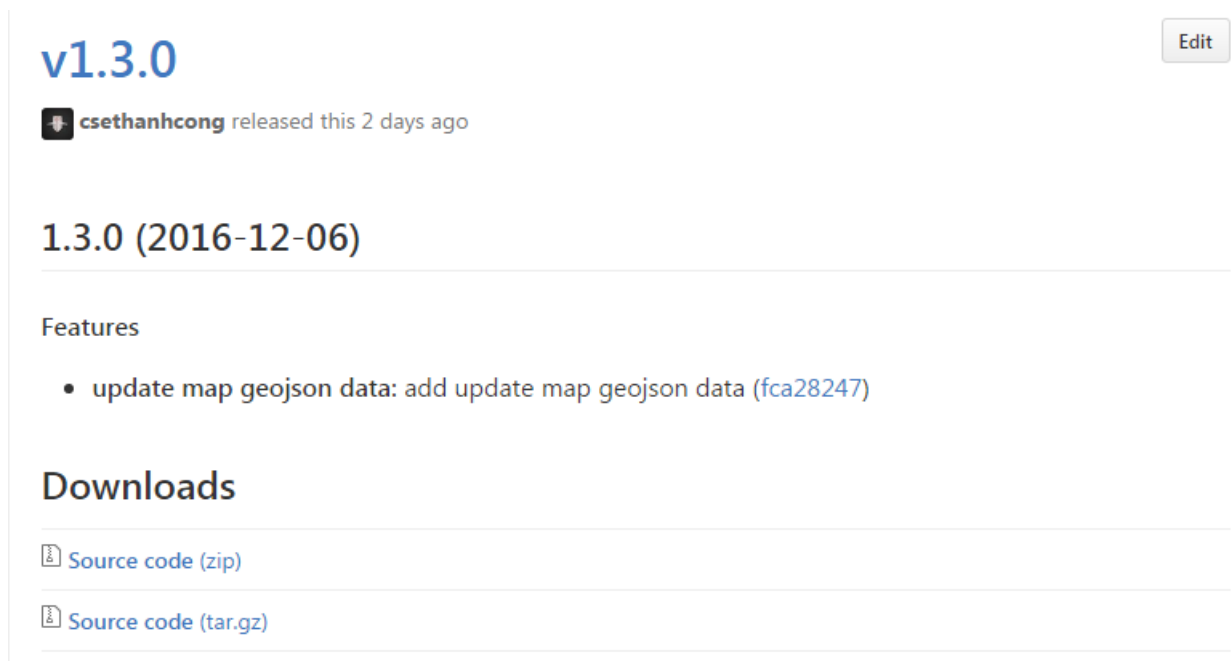 v1.3.0
Edit
csethanhcong released this 2 days ago
1.3.0 (2016-12-06)
Features
• update map geojson data: add update map geojson data (fca28247)
Downloads
Source code (zip)
Source code (tar.gz)